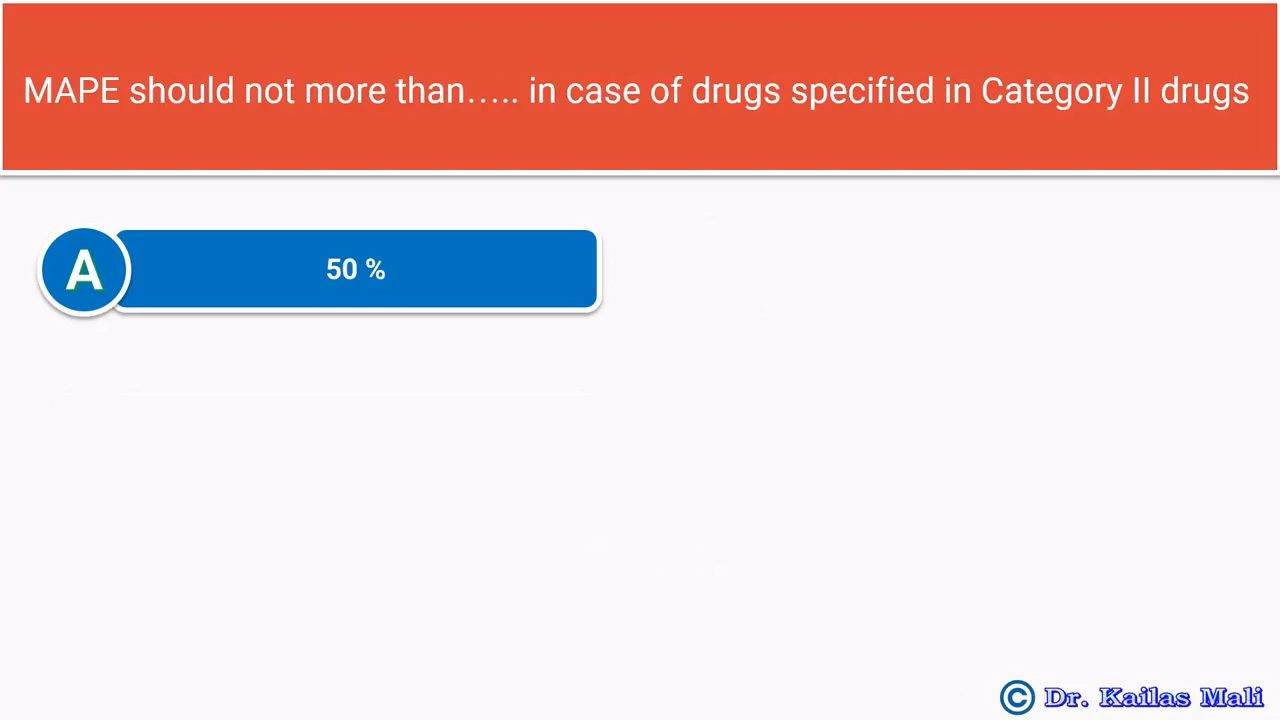 MAPE should not more than….. in case of drugs specified in Category II drugs
A
50 %
© Dr. Kailas Mali